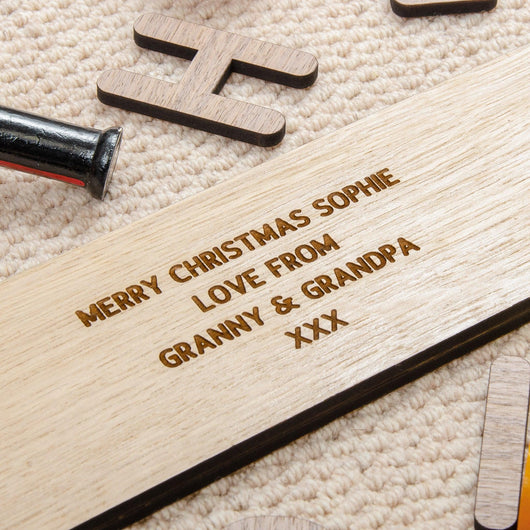 H
MERRY CHRISTMAS SOPHIE
LOVE FROM
GRANNY & GRANDPA
XXX